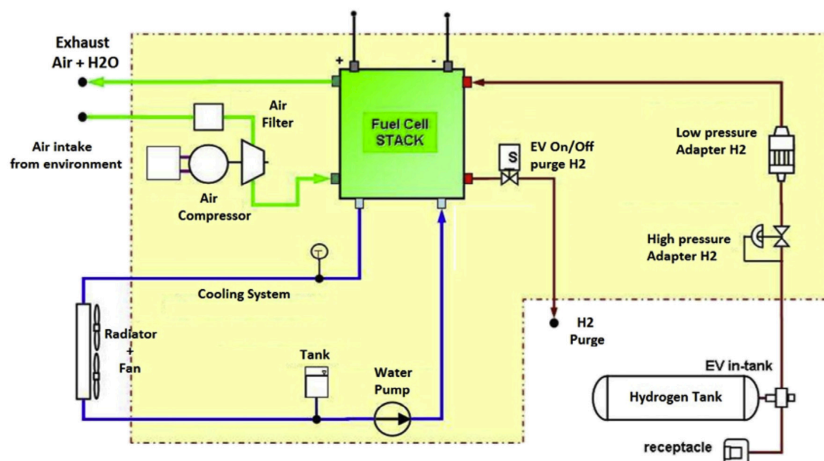 Exhaust
Air + H2O
+
-
Air
Filter
Fuel Cell
STACK
EV On/Off
purge H2
S
Low pressure
Adapter H2
Air intake
from environment
Air
Compressor
High pressure
Adapter H2
T
Cooling System
Radiator
+
Fan
Tank
Water
Pump
H2
Purge
EV in-tank
Hydrogen Tank
receptacle